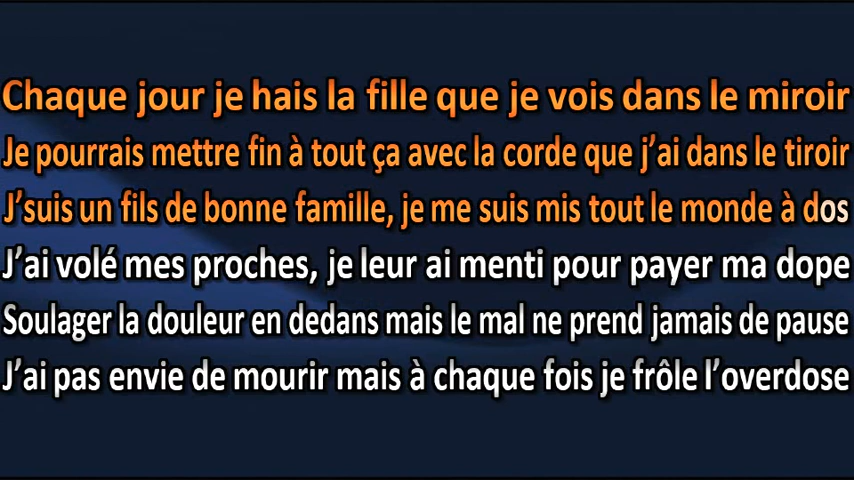 Chaque jour je hais la fille que je vois dans le miroir
Je pourrais mettre fin à tout ça avec la corde que j’ai dans le tiroir
J’suis un fils de bonne famille, je me suis mis tout le monde à dos
J’ai volé mes proches, je leur ai menti pour payer ma dope
Soulager la douleur en dedans mais le mal ne prend jamais de pause
J’ai pas envie de mourir mais à chaque fois je frôle l’overdose